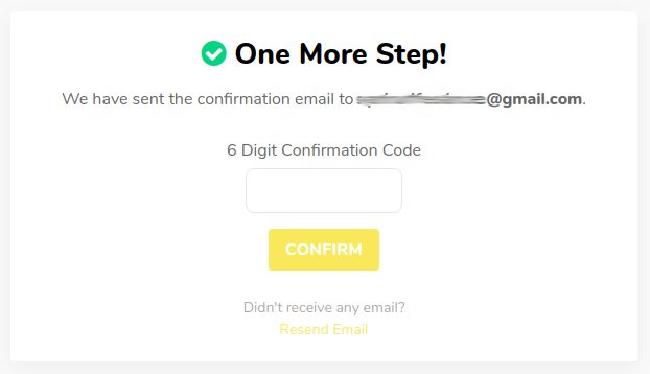 One More Step!
We have sent the confirmation email to @gmail.com.
6 Digit Confirmation Code
CONFIRM
Didn't receive any email?
Resend Email